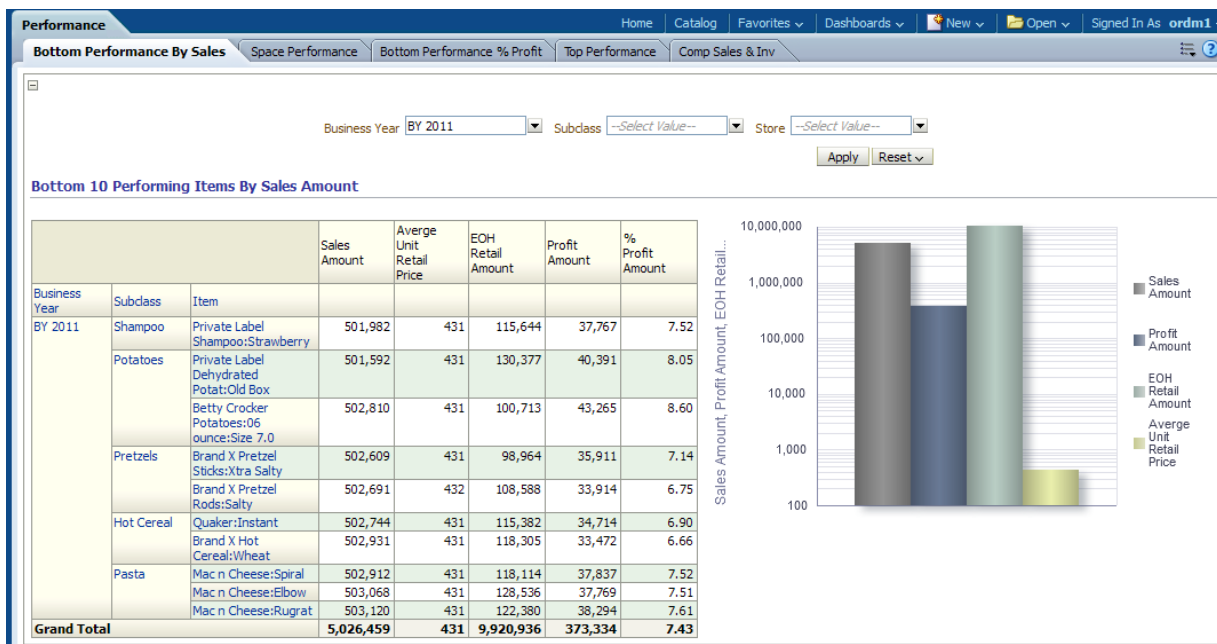 Performance
Home Catalog Favorites Dashboards New Open Signed In As ordm1
Bottom Performance By Sales Space Performance Bottom Performance % Profit Top Performance Comp Sales & Inv
Business Year BY 2011 Subclass --Select Value-- Store --Select Value--
Apply Reset
Bottom 10 Performing Items By Sales Amount
Sales Amount Averge Unit Retail Price EOH Retail Amount Profit Amount % Profit Amount
Business Year Subclass Item
BY 2011 Shampoo Private Label Shampoo:Strawberry 501,982 431 115,644 37,767 7.52
Potatoes Private Label Dehydrated Potat:Old Box 501,592 431 130,377 40,391 8.05
Betty Crocker Potatoes:06 ounce:Size 7.0 502,810 431 100,713 43,265 8.60
Pretzels Brand X Pretzel Sticks:Xtra Salty 502,609 431 98,964 35,911 7.14
Brand X Pretzel Rods:Salty 502,691 432 108,588 33,914 6.75
Hot Cereal Quaker:Instant 502,744 431 115,382 34,714 6.90
Brand X Hot Cereal:Wheat 502,931 431 118,305 33,472 6.66
Pasta Mac n Cheese:Spiral 502,912 431 118,114 37,837 7.52
Mac n Cheese:Elbow 503,068 431 128,536 37,769 7.51
Mac n Cheese:Rugrat 503,120 431 122,380 38,294 7.61
Grand Total 5,026,459 431 9,920,936 373,334 7.43
Sales Amount, Profit Amount, EOH Retail...
10,000,000
1,000,000
100,000
10,000
1,000
100
Sales Amount
Profit Amount
EOH Retail Amount
Averge Unit Retail Price